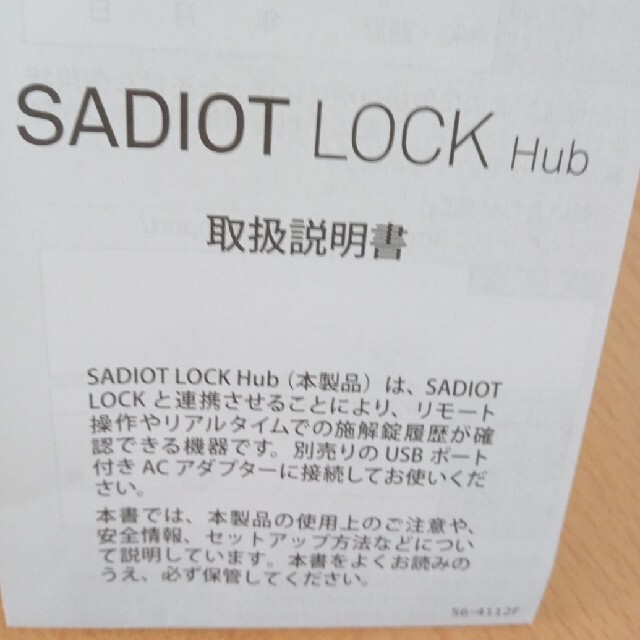 SADIOT LOCK Hub
取扱説明書
SADIOT LOCK Hub（本製品）は、SADIOT
LOCK と連携させることにより、リモート
操作やリアルタイムでの施解錠履歴が確
認できる機器です。別売りの USB ポート
付き AC アダプターに接続してお使いくだ
さい。
本書では、本製品の使用上のご注意や、
安全情報、セットアップ方法などについ
て説明しています。本書をよくお読みの
うえ、必ず保管してください。
S6-4112F